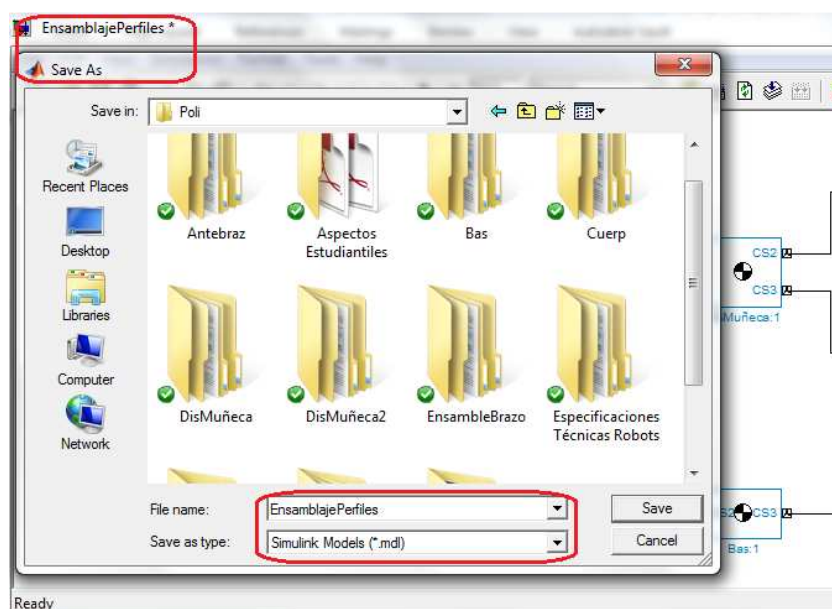 EnsamblajePerfiles *
Save As
Save in:
Poli
Recent Places
Desktop
Libraries
Computer
Network
Antebraz
Aspectos
Estudiantiles
Bas
Cuerp
DisMuñeca
DisMuñeca2
EnsambleBrazo
Especificaciones
Técnicas Robots
File name:
EnsamblajePerfiles
Save
Save as type:
Simulink Models (*.mdl)
Cancel
CS2
CS3
Muñeca:1
CS3
Bas:1
Ready